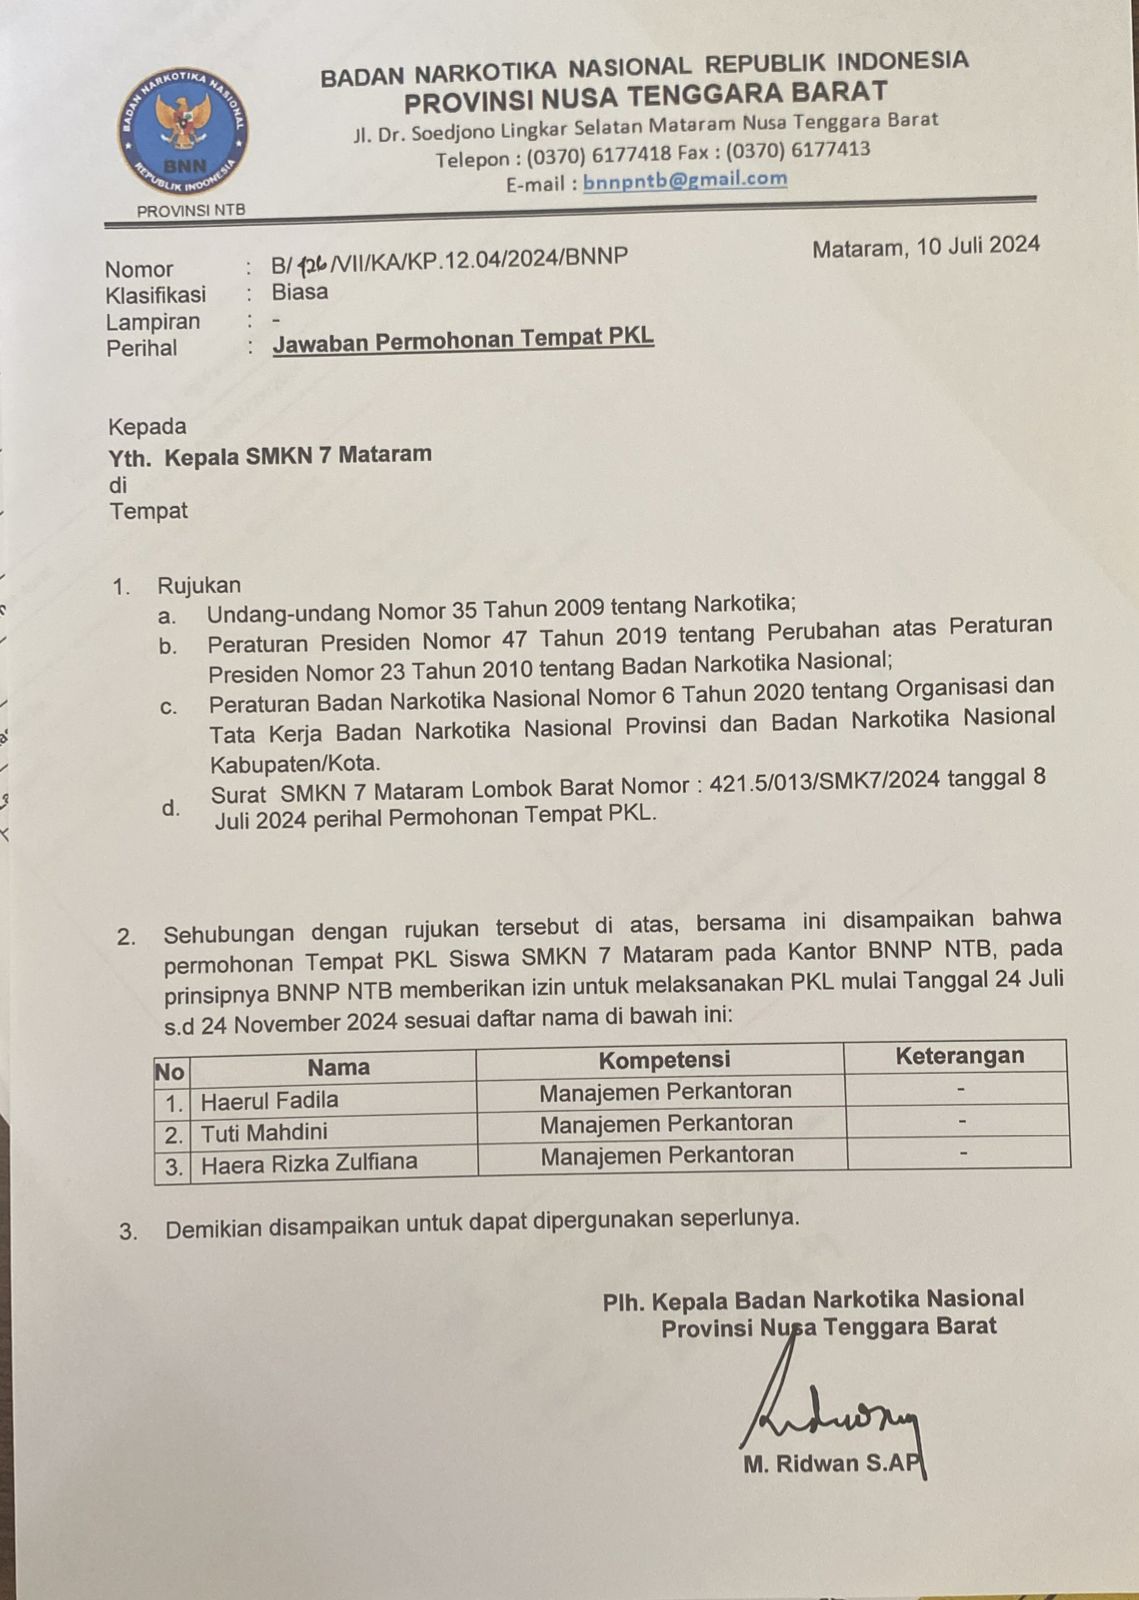 BADAN NARKOTIKA NASIONAL REPUBLIK INDONESIA
PROVINSI NUSA TENGGARA BARAT
Jl. Dr. Soedjono Lingkar Selatan Mataram Nusa Tenggara Barat
Telepon : (0370) 6177418 Fax : (0370) 6177413
E-mail : bnnpntb@gmail.com
BADAN NARKOTIKA NASIONAL
BNN
REPUBLIK INDONESIA
PROVINSI NTB
Mataram, 10 Juli 2024
Nomor : B/ 126 /VII/KA/KP.12.04/2024/BNNP
Klasifikasi : Biasa
Lampiran : -
Perihal : Jawaban Permohonan Tempat PKL
Kepada
Yth. Kepala SMKN 7 Mataram
di
Tempat
1. Rujukan
a. Undang-undang Nomor 35 Tahun 2009 tentang Narkotika;
b. Peraturan Presiden Nomor 47 Tahun 2019 tentang Perubahan atas Peraturan
Presiden Nomor 23 Tahun 2010 tentang Badan Narkotika Nasional;
c. Peraturan Badan Narkotika Nasional Nomor 6 Tahun 2020 tentang Organisasi dan
Tata Kerja Badan Narkotika Nasional Provinsi dan Badan Narkotika Nasional
Kabupaten/Kota.
d. Surat SMKN 7 Mataram Lombok Barat Nomor : 421.5/013/SMK7/2024 tanggal 8
Juli 2024 perihal Permohonan Tempat PKL.
2. Sehubungan dengan rujukan tersebut di atas, bersama ini disampaikan bahwa
permohonan Tempat PKL Siswa SMKN 7 Mataram pada Kantor BNNP NTB, pada
prinsipnya BNNP NTB memberikan izin untuk melaksanakan PKL mulai Tanggal 24 Juli
s.d 24 November 2024 sesuai daftar nama di bawah ini:
No Nama Kompetensi Keterangan
1. Haerul Fadila Manajemen Perkantoran -
2. Tuti Mahdini Manajemen Perkantoran -
3. Haera Rizka Zulfiana Manajemen Perkantoran -
3. Demikian disampaikan untuk dapat dipergunakan seperlunya.
Plh. Kepala Badan Narkotika Nasional
Provinsi Nusa Tenggara Barat
M. Ridwan S.AP